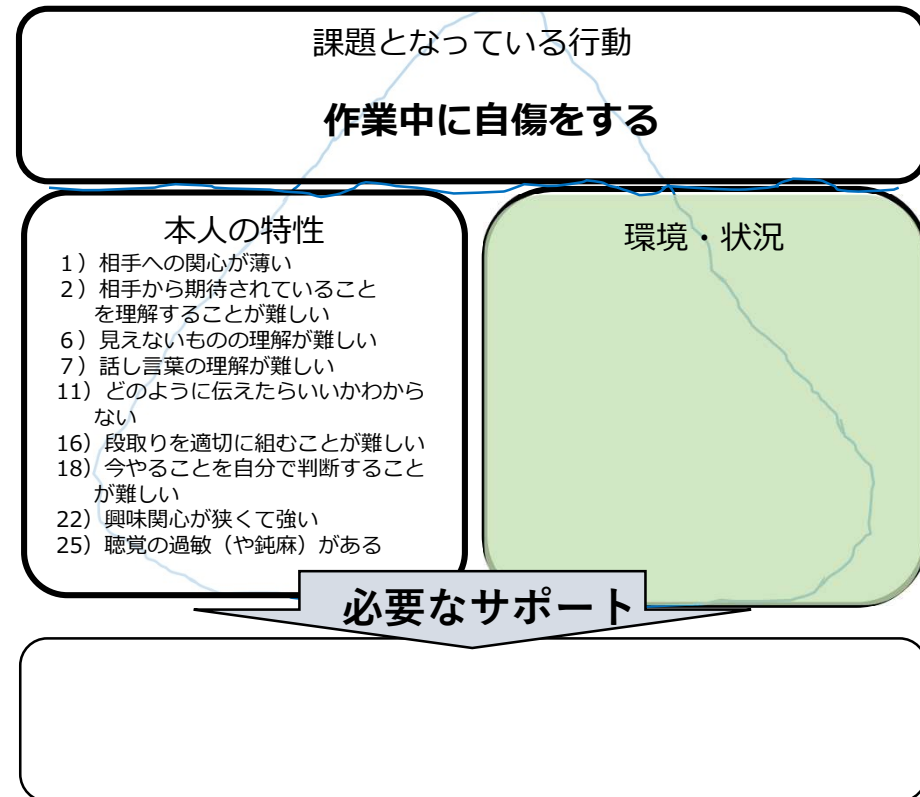 課題となっている行動
作業中に自傷をする
本人の特性
1）相手への関心が薄い
2）相手から期待されていること
を理解することが難しい
6）見えないものの理解が難しい
7）話し言葉の理解が難しい
11）どのように伝えたらいいかわから
ない
16）段取りを適切に組むことが難しい
18）今やることを自分で判断すること
が難しい
22）興味関心が狭くて強い
25）聴覚の過敏（や鈍麻）がある
環境・状況
必要なサポート